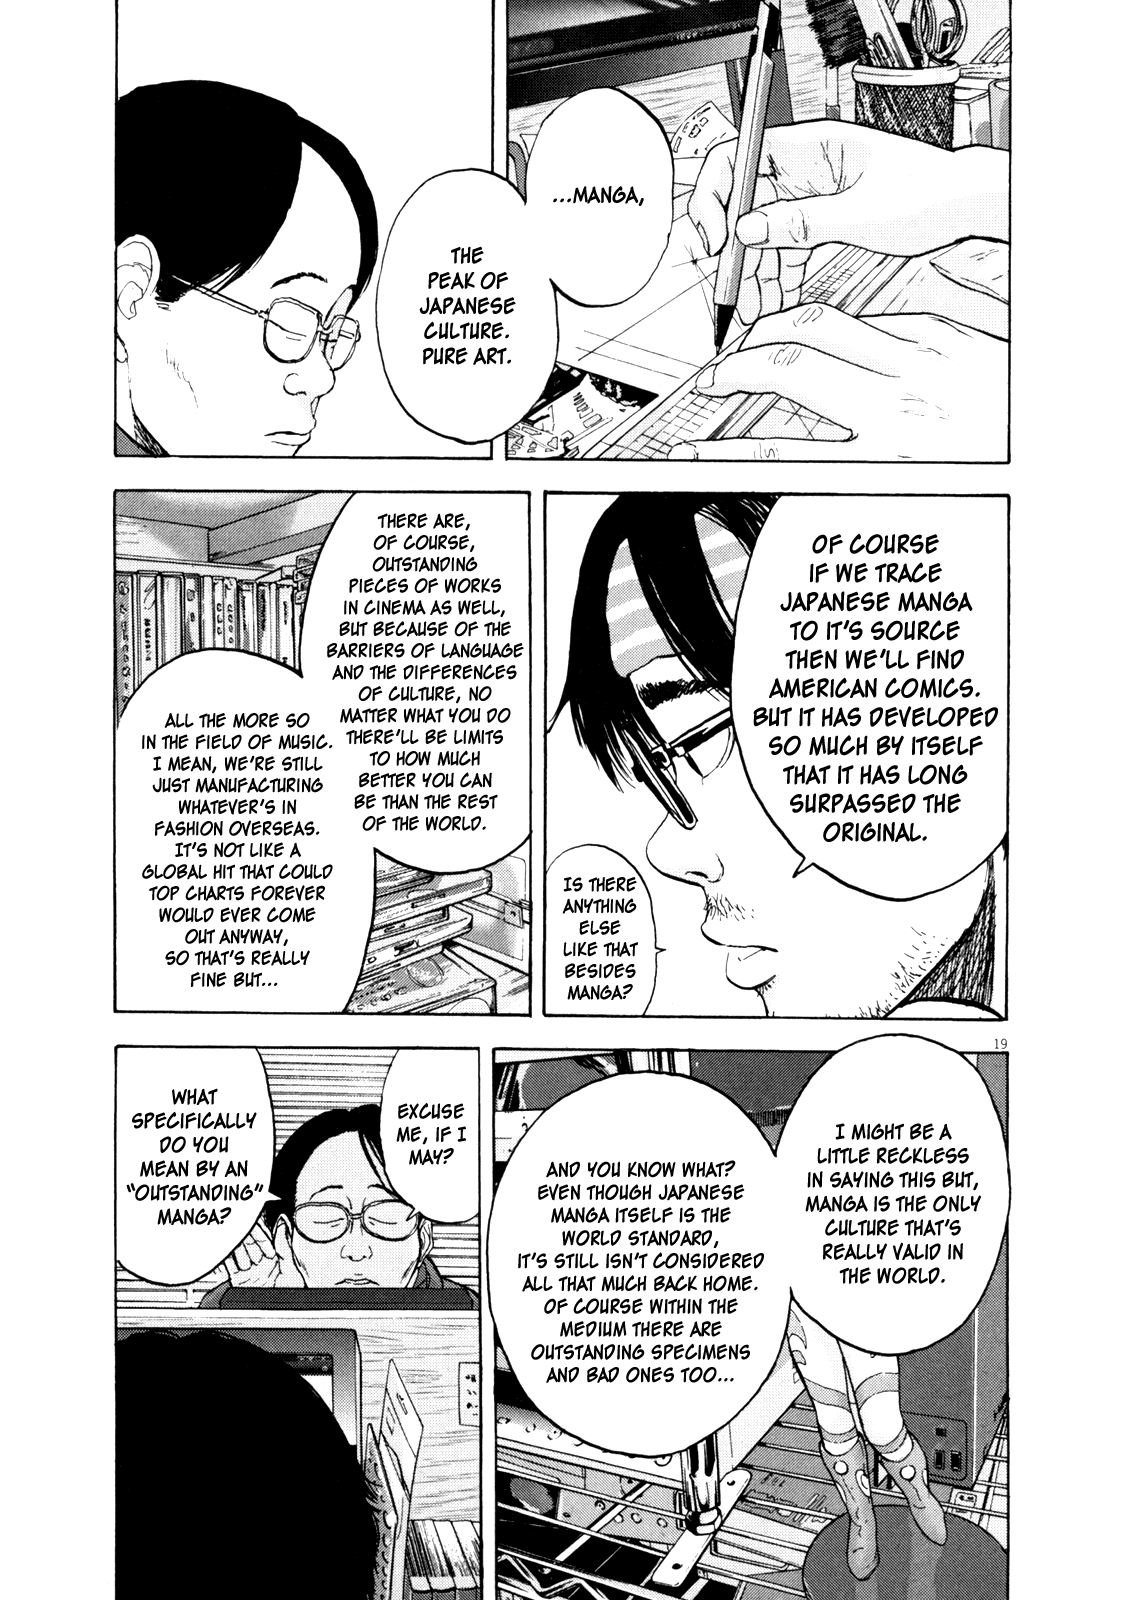 ...MANGA,
THE
PEAK OF
JAPANESE
CULTURE.
PURE ART.
OF COURSE
IF WE TRACE
JAPANESE MANGA
TO IT'S SOURCE
THEN WE'LL FIND
AMERICAN COMICS.
BUT IT HAS DEVELOPED
SO MUCH BY ITSELF
THAT IT HAS LONG
SURPASSED THE
ORIGINAL.
IS THERE
ANYTHING
ELSE
LIKE THAT
BESIDES
MANGA?
THERE ARE,
OF COURSE,
OUTSTANDING
PIECES OF WORKS
IN CINEMA AS WELL,
BUT BECAUSE OF THE
BARRIERS OF LANGUAGE
AND THE DIFFERENCES
OF CULTURE, NO
MATTER WHAT YOU DO
THERE'LL BE LIMITS
TO HOW MUCH
BETTER YOU CAN
BE THAN THE REST
OF THE WORLD.
ALL THE MORE SO
IN THE FIELD OF MUSIC.
I MEAN, WE'RE STILL
JUST MANUFACTURING
WHATEVER'S IN
FASHION OVERSEAS.
IT'S NOT LIKE A
GLOBAL HIT THAT COULD
TOP CHARTS FOREVER
WOULD EVER COME
OUT ANYWAY,
SO THAT'S REALLY
FINE BUT...
19
I MIGHT BE A
LITTLE RECKLESS
IN SAYING THIS BUT,
MANGA IS THE ONLY
CULTURE THAT'S
REALLY VALID IN
THE WORLD.
AND YOU KNOW WHAT?
EVEN THOUGH JAPANESE
MANGA ITSELF IS THE
WORLD STANDARD,
IT'S STILL ISN'T CONSIDERED
ALL THAT MUCH BACK HOME.
OF COURSE WITHIN THE
MEDIUM THERE ARE
OUTSTANDING SPECIMENS
AND BAD ONES TOO...
EXCUSE
ME, IF I
MAY?
WHAT
SPECIFICALLY
DO YOU
MEAN BY AN
"OUTSTANDING"
MANGA?